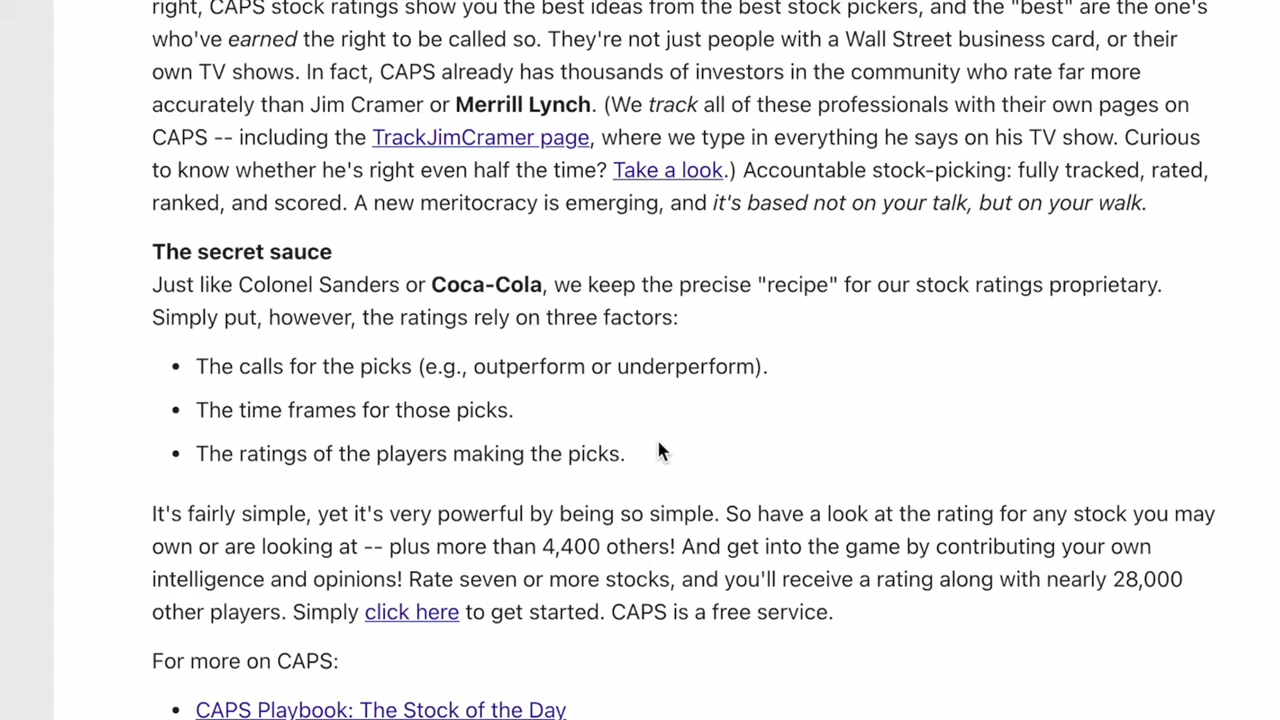 right, CAPS stock ratings show you the best ideas from the best stock pickers, and the "best" are the one's
who've earned the right to be called so. They're not just people with a Wall Street business card, or their
own TV shows. In fact, CAPS already has thousands of investors in the community who rate far more
accurately than Jim Cramer or Merrill Lynch. (We track all of these professionals with their own pages on
CAPS -- including the TrackJimCramer page, where we type in everything he says on his TV show. Curious
to know whether he's right even half the time? Take a look.) Accountable stock-picking: fully tracked, rated,
ranked, and scored. A new meritocracy is emerging, and it's based not on your talk, but on your walk.
The secret sauce
Just like Colonel Sanders or Coca-Cola, we keep the precise "recipe" for our stock ratings proprietary.
Simply put, however, the ratings rely on three factors:
• The calls for the picks (e.g., outperform or underperform).
• The time frames for those picks.
• The ratings of the players making the picks.
It's fairly simple, yet it's very powerful by being so simple. So have a look at the rating for any stock you may
own or are looking at -- plus more than 4,400 others! And get into the game by contributing your own
intelligence and opinions! Rate seven or more stocks, and you'll receive a rating along with nearly 28,000
other players. Simply click here to get started. CAPS is a free service.
For more on CAPS:
• CAPS Playbook: The Stock of the Day